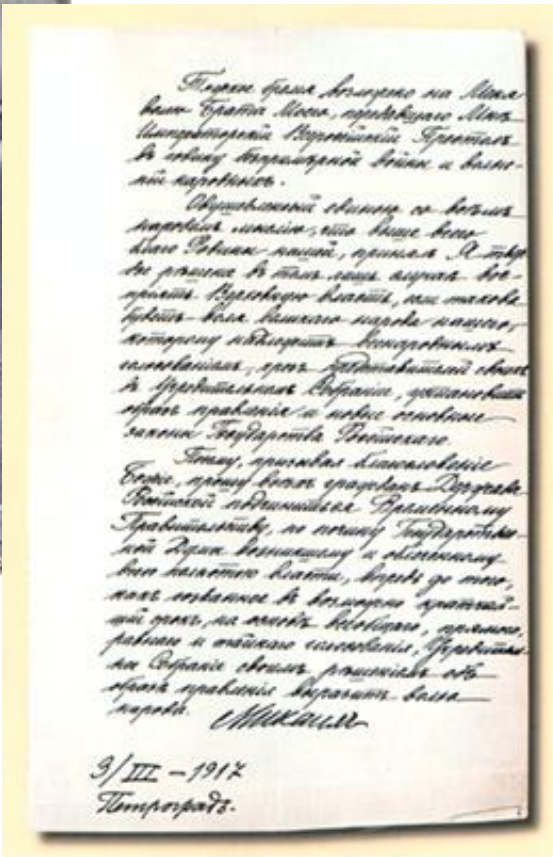 Тяжкое бремя возложено на Меня
волею Брата Моего, передавшаго Мнѣ
Императорскій Всероссійскій Престолъ
въ годину безпримѣрной войны и волне-
ній народныхъ.
Одушевленный единою со всѣмъ
народомъ мыслію, что выше всего
благо Родины нашей, принялъ Я твер-
дое рѣшеніе въ томъ лишь случаѣ вос-
пріять Верховную власть, если такова
будетъ воля великаго народа нашего,
которому надлежитъ всенароднымъ
голосованіемъ, чрезъ представителей своихъ
въ Учредительномъ Собраніи, установить
образъ правленія и новые основные
законы Государства Россійскаго.
Посему, призывая благословеніе
Божіе, прошу всѣхъ гражданъ Державы
Россійской подчиниться Временному
Правительству, по почину Государствен-
ной Думы возникшему и облеченному
всею полнотою власти, впредь до того,
какъ созванное въ возможно кратчай-
шій срокъ, на основѣ всеобщаго, прямого,
равнаго и тайнаго голосованія, Учредитель-
ное Собраніе своимъ рѣшеніемъ объ
образѣ правленія выразитъ волю
народа.
Михаилъ
3/III – 1917
Петроградъ.